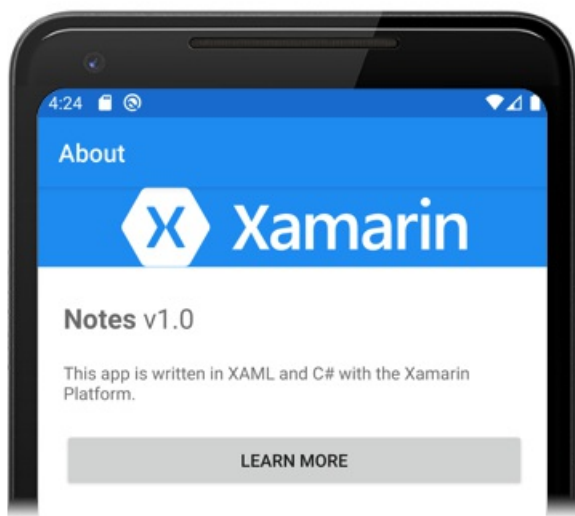 4:24
About
X Xamarin
Notes v1.0
This app is written in XAML and C# with the Xamarin
Platform.
LEARN MORE